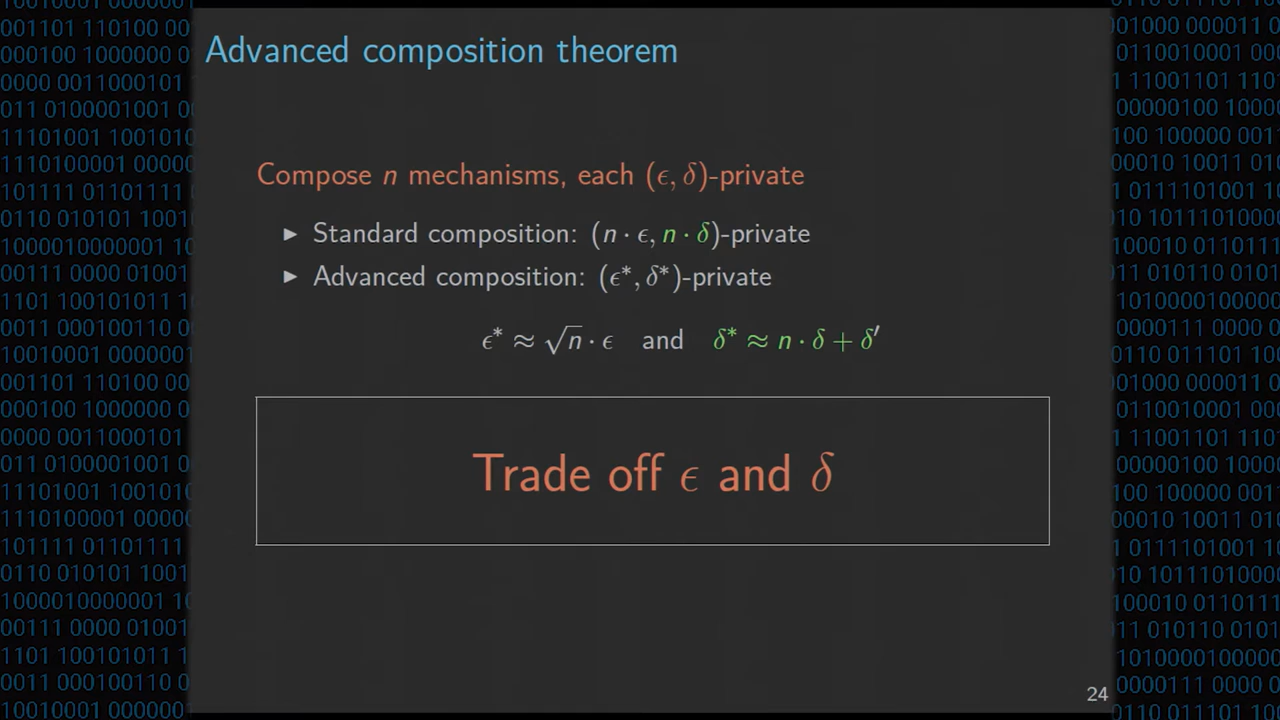 Advanced composition theorem
Compose n mechanisms, each (ϵ, δ)-private
▶ Standard composition: (n · ϵ, n · δ)-private
▶ Advanced composition: (ϵ*, δ*)-private
ϵ* ≈ √n · ϵ and δ* ≈ n · δ + δ′
Trade off ϵ and δ
24